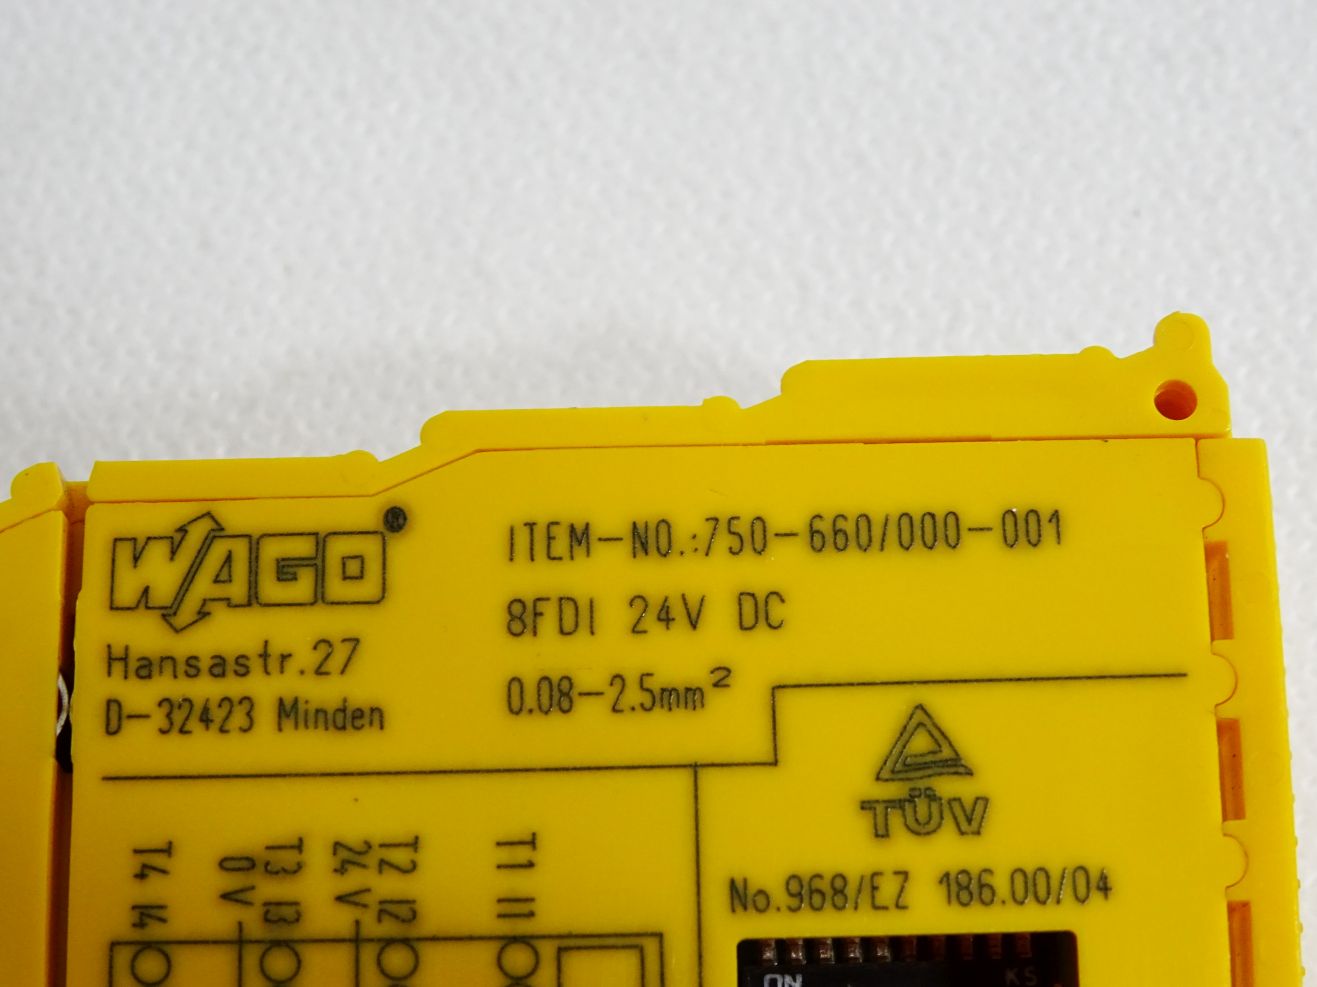 WAGO®
Hansastr.27
D-32423 Minden
ITEM-NO.:750-660/000-001
8FDI 24V DC
0.08-2.5mm²
TÜV
No.968/EZ 186.00/04
T4 I4
0V
T3 I3
24V
T2 I2
T1 I1
ON
KS